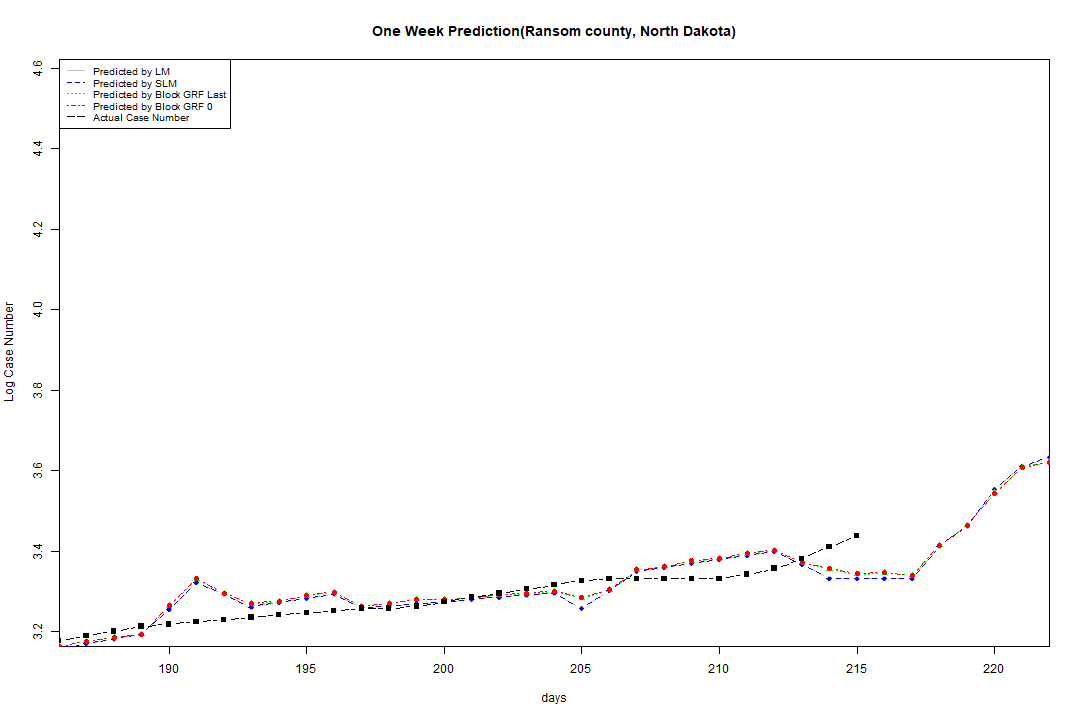 One Week Prediction(Ransom county, North Dakota)
Predicted by LM
Predicted by SLM
Predicted by Block GRF Last
Predicted by Block GRF 0
Actual Case Number
4.6
4.4
4.2
4.0
3.8
3.6
3.4
3.2
Log Case Number
190 195 200 205 210 215 220
days